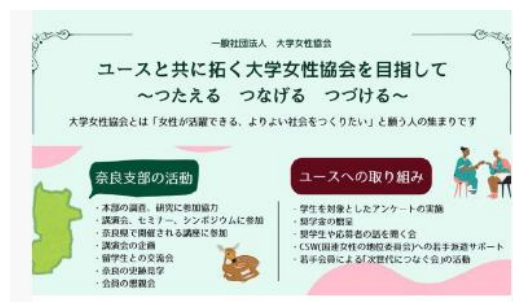 一般社団法人 大学女性協会
ユースと共に拓く大学女性協会を目指して
～つたえる つなげる つづける～
大学女性協会とは「女性が活躍できる、よりよい社会をつくりたい」と願う人の集まりです
奈良支部の活動
・本部の調査、研究に参加協力
・講演会、セミナー、シンポジウムに参加
・奈良県で開催される講座に参加
・講演会の企画
・留学生との交流会
・奈良の史跡見学
・会員の懇親会
ユースへの取り組み
・学生を対象としたアンケートの実施
・奨学金の贈呈
・奨学生や応募者の話を聞く会
・CSW(国連女性の地位委員会)への若手派遣サポート
・若手会員による「次世代につなぐ会」の活動